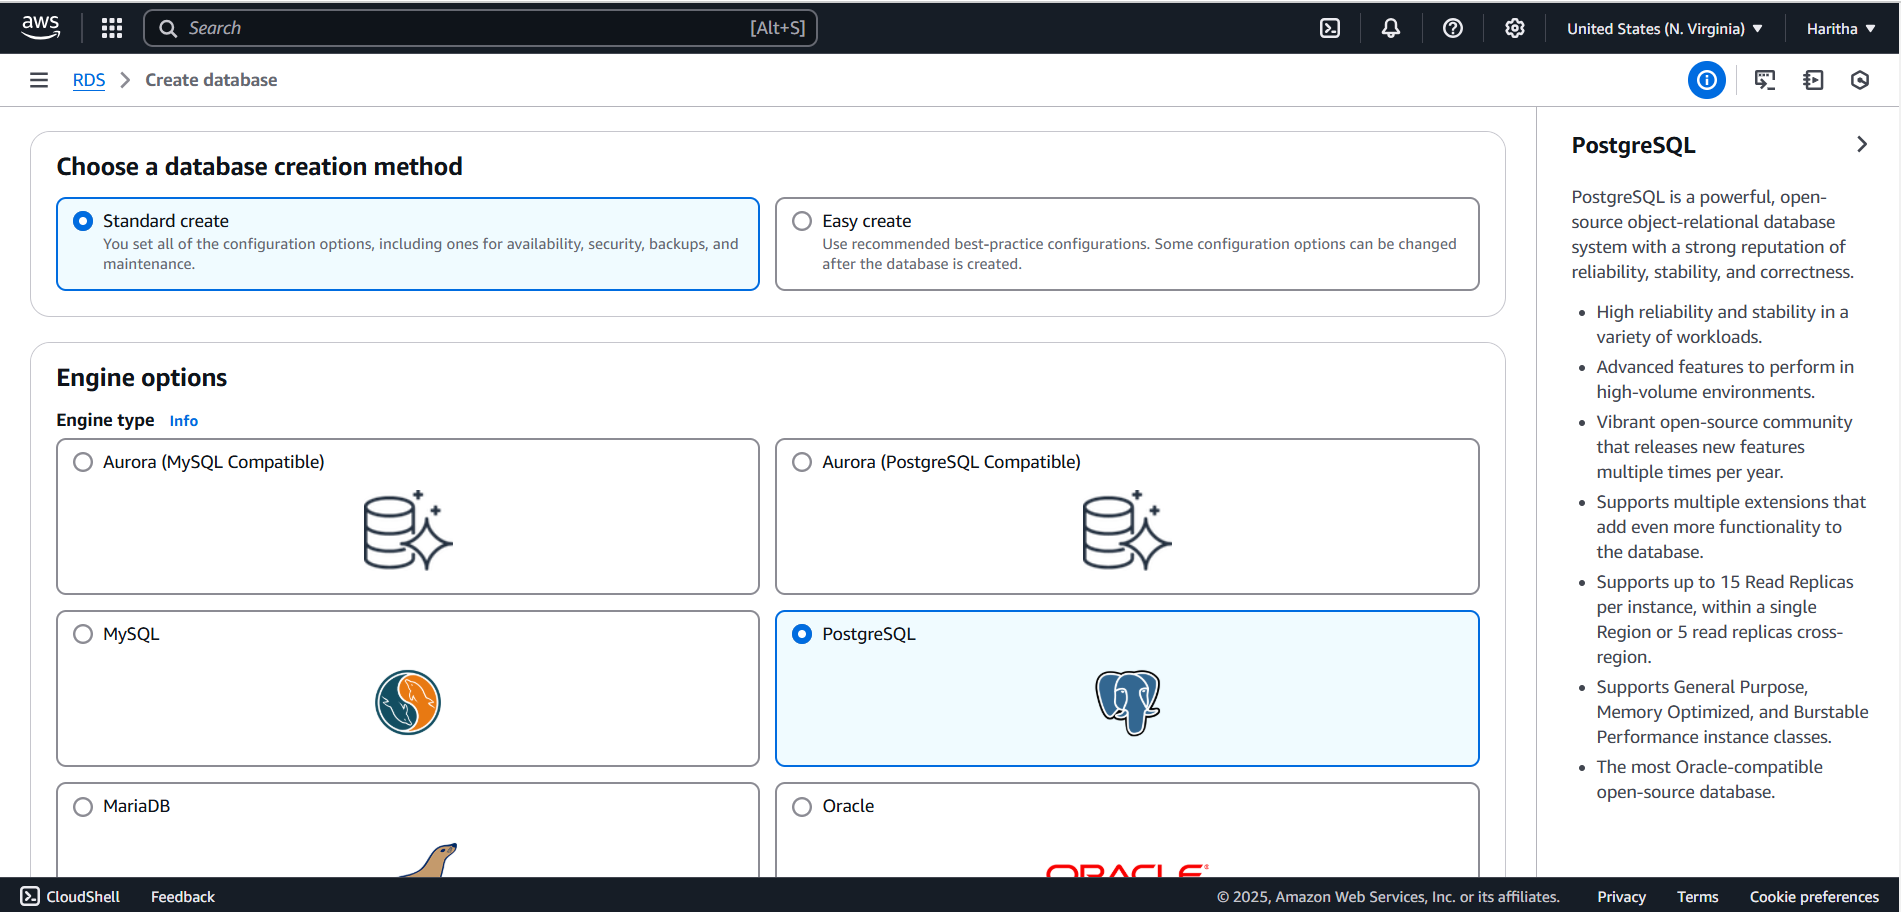 aws
Search [Alt+S]
United States (N. Virginia)
Haritha
RDS
Create database
Choose a database creation method
Standard create
You set all of the configuration options, including ones for availability, security, backups, and
maintenance.
Easy create
Use recommended best-practice configurations. Some configuration options can be changed
after the database is created.
Engine options
Engine type Info
Aurora (MySQL Compatible)
Aurora (PostgreSQL Compatible)
MySQL
PostgreSQL
MariaDB
Oracle
ORACLE
PostgreSQL
PostgreSQL is a powerful, open-
source object-relational database
system with a strong reputation of
reliability, stability, and correctness.
High reliability and stability in a
variety of workloads.
Advanced features to perform in
high-volume environments.
Vibrant open-source community
that releases new features
multiple times per year.
Supports multiple extensions that
add even more functionality to
the database.
Supports up to 15 Read Replicas
per instance, within a single
Region or 5 read replicas cross-
region.
Supports General Purpose,
Memory Optimized, and Burstable
Performance instance classes.
The most Oracle-compatible
open-source database.
CloudShell
Feedback
© 2025, Amazon Web Services, Inc. or its affiliates.
Privacy
Terms
Cookie preferences